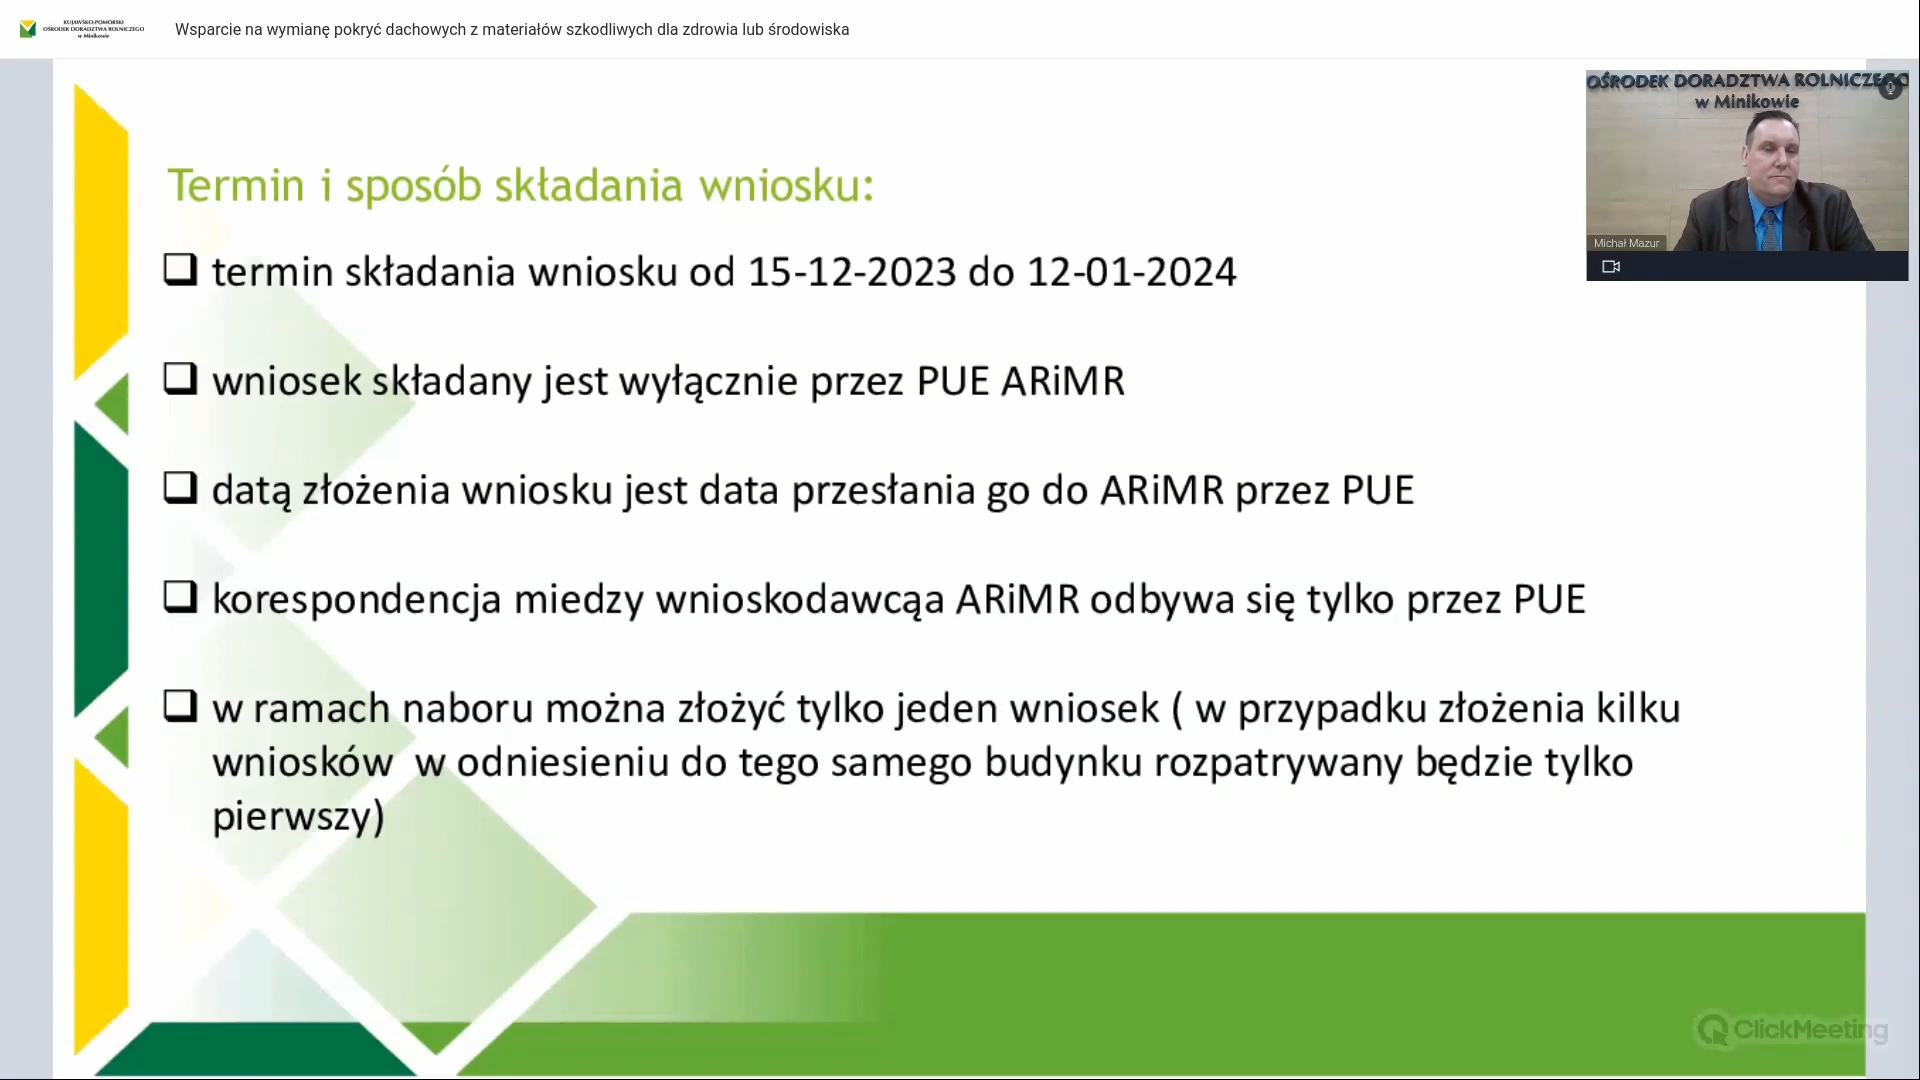 KUJAWSKO-POMORSKI
OŚRODEK DORADZTWA ROLNICZEGO
w Minikowie
Wsparcie na wymianę pokryć dachowych z materiałów szkodliwych dla zdrowia lub środowiska
OŚRODEK DORADZTWA ROLNICZEGO
w Minikowie
Michał Mazur
Termin i sposób składania wniosku:
termin składania wniosku od 15-12-2023 do 12-01-2024
wniosek składany jest wyłącznie przez PUE ARiMR
datą złożenia wniosku jest data przesłania go do ARiMR przez PUE
korespondencja miedzy wnioskodawcąa ARiMR odbywa się tylko przez PUE
w ramach naboru można złożyć tylko jeden wniosek ( w przypadku złożenia kilku
wniosków  w odniesieniu do tego samego budynku rozpatrywany będzie tylko
pierwszy)
ClickMeeting